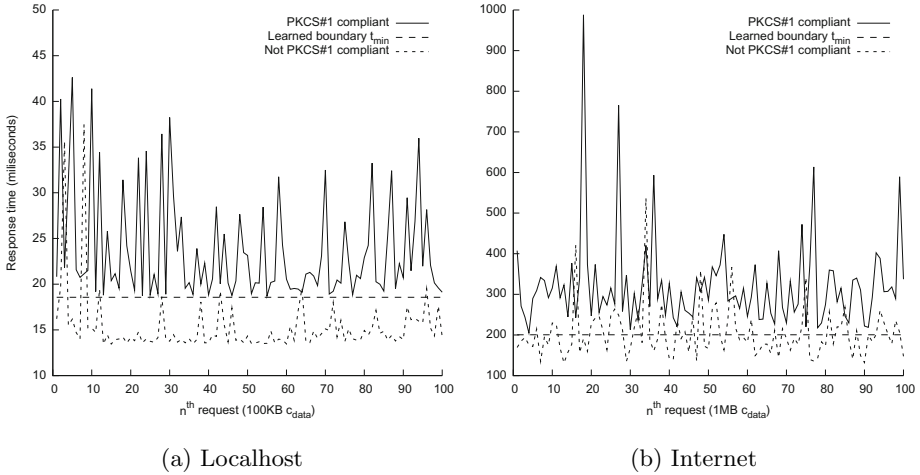 50
45
40
35
30
25
20
15
10
0 10 20 30 40 50 60 70 80 90 100
Response time (miliseconds)
nth request (100KB cdata)
PKCS#1 compliant
Learned boundary tmin
Not PKCS#1 compliant
(a) Localhost
1000
900
800
700
600
500
400
300
200
100
0 10 20 30 40 50 60 70 80 90 100
nth request (1MB cdata)
PKCS#1 compliant
Learned boundary tmin
Not PKCS#1 compliant
(b) Internet